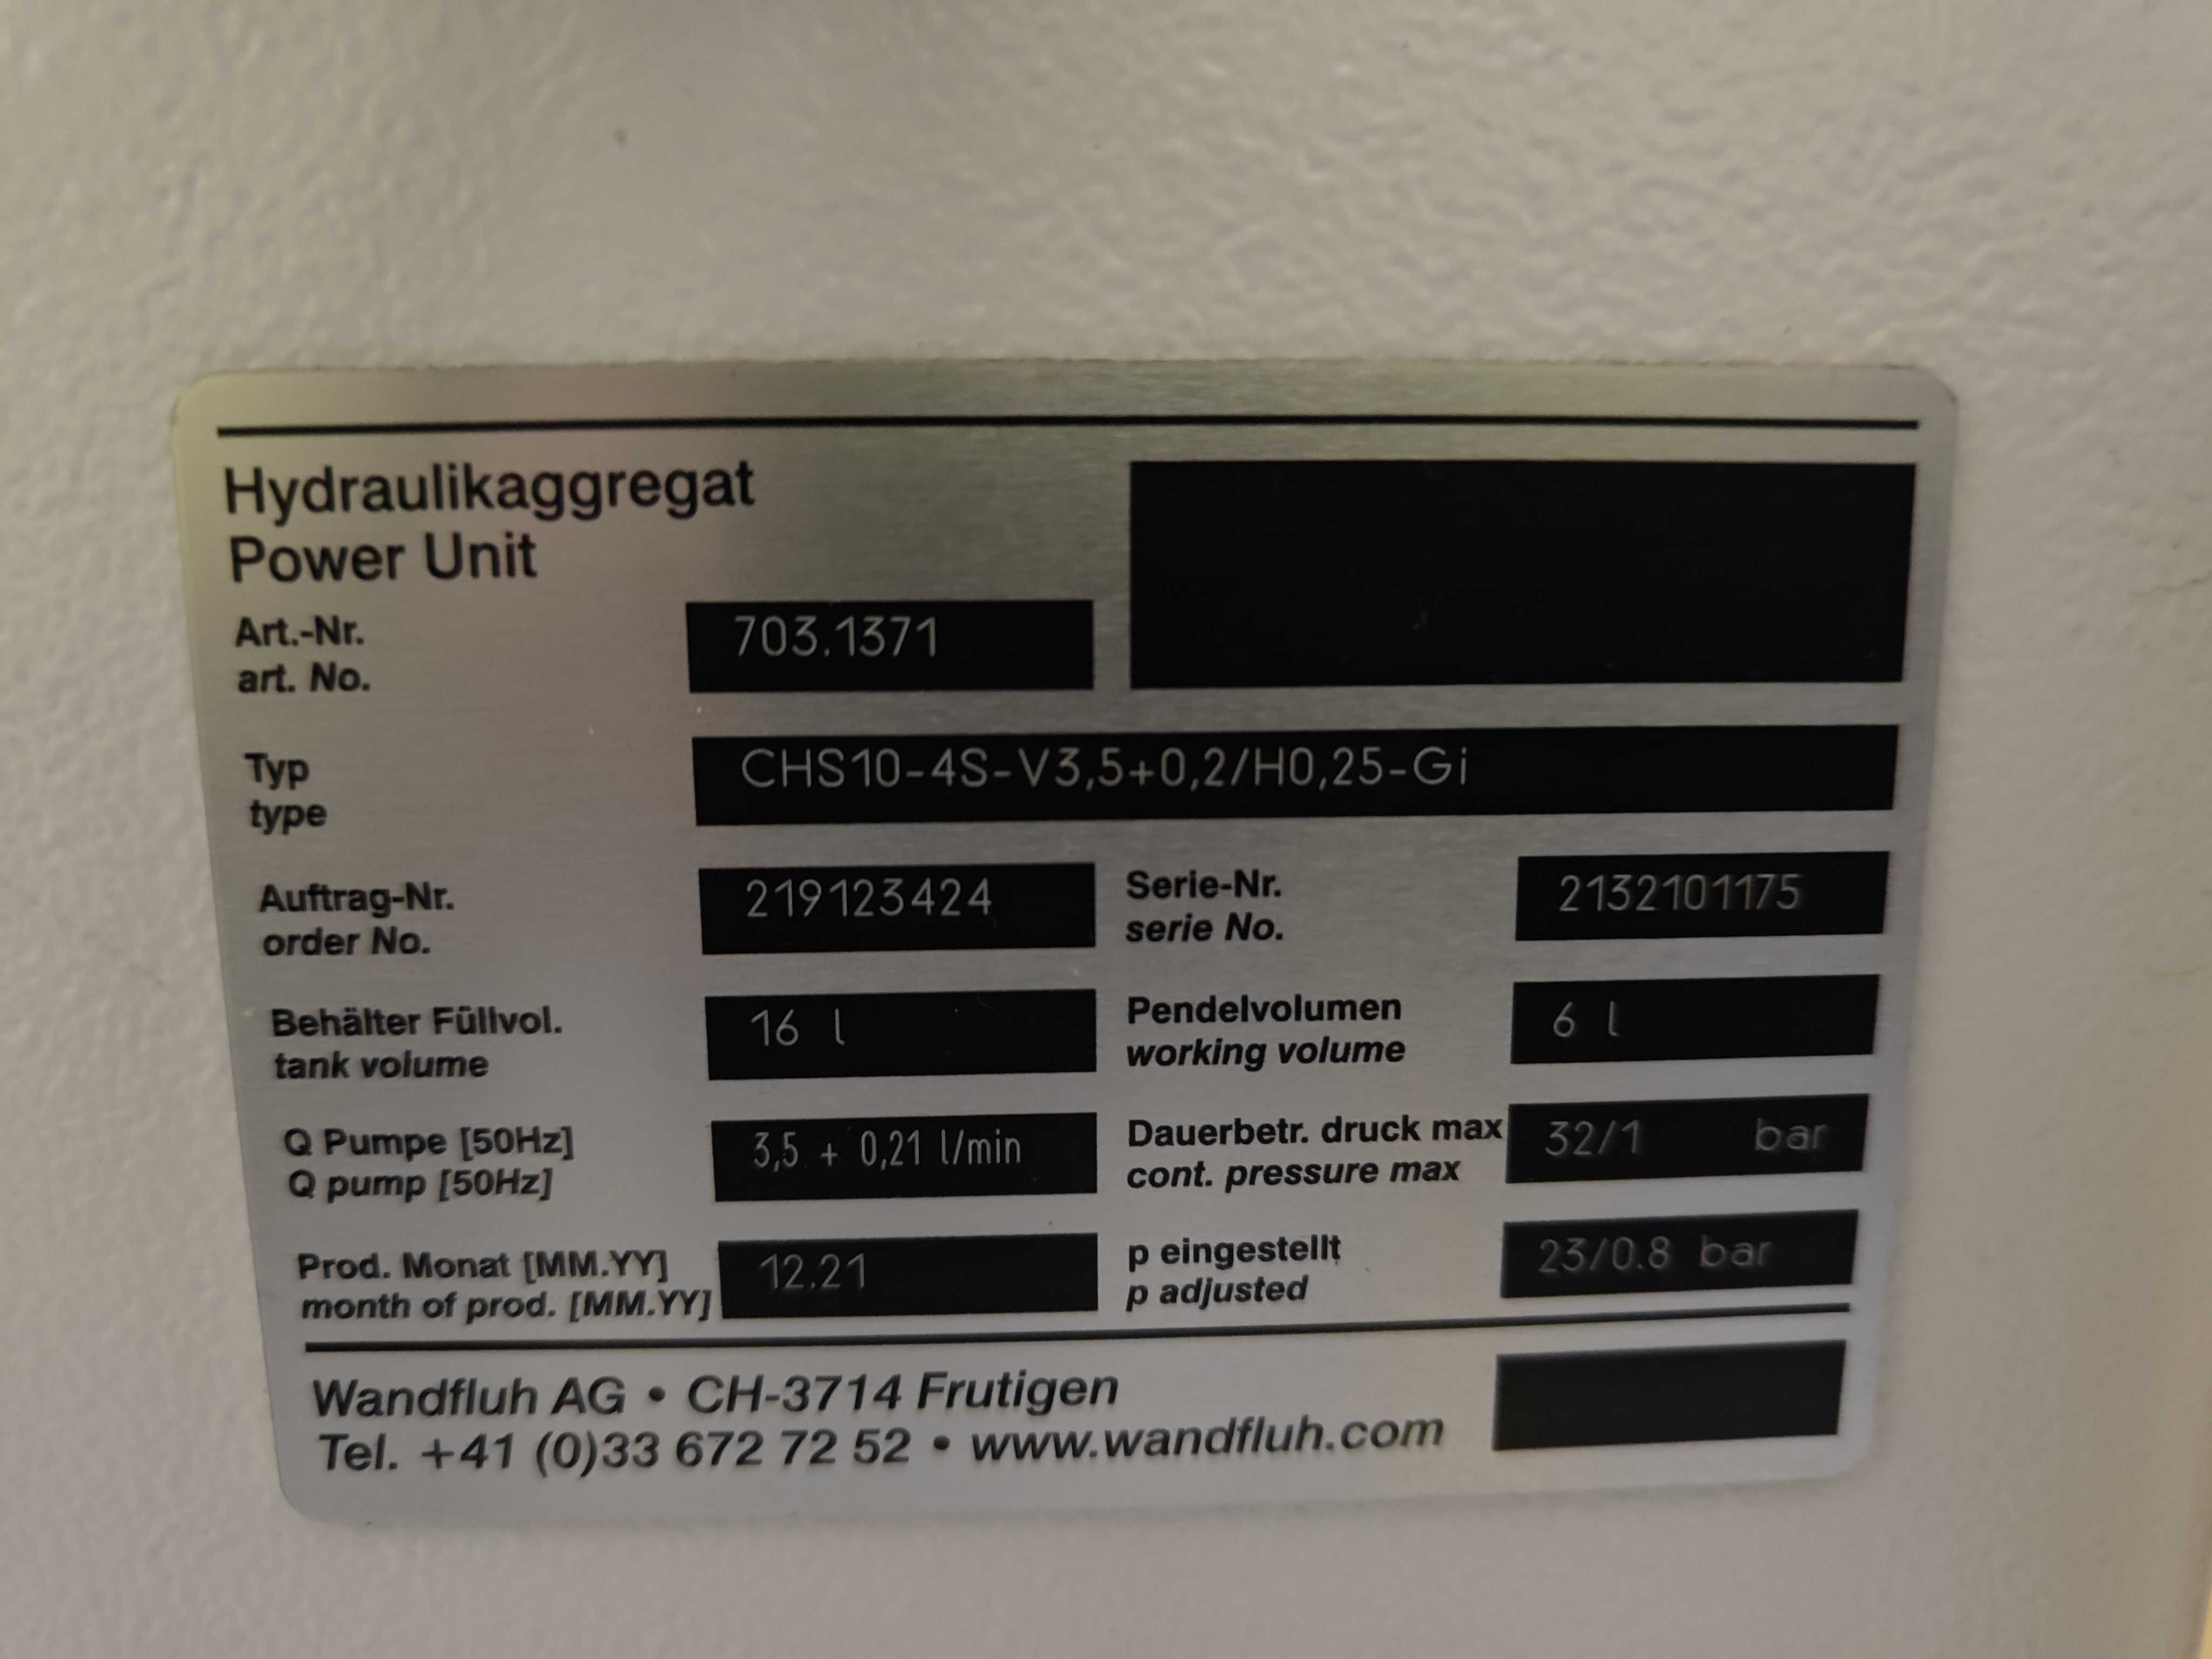 Hydraulikaggregat
Power Unit
Art.-Nr.
art. No.
703.1371
Typ
type
CHS10-4S-V3,5+0,2/H0,25-Gi
Auftrag-Nr.
order No.
219123424
Serie-Nr.
serie No.
2132101175
Behälter Füllvol.
tank volume
16 l
Pendelvolumen
working volume
6 l
Q Pumpe [50Hz]
Q pump [50Hz]
3,5 + 0,21 l/min
Dauerbetr. druck max
cont. pressure max
32/1 bar
Prod. Monat [MM.YY]
month of prod. [MM.YY]
12.21
p eingestellt
p adjusted
23/0.8 bar
Wandfluh AG • CH-3714 Frutigen
Tel. +41 (0)33 672 72 52 • www.wandfluh.com